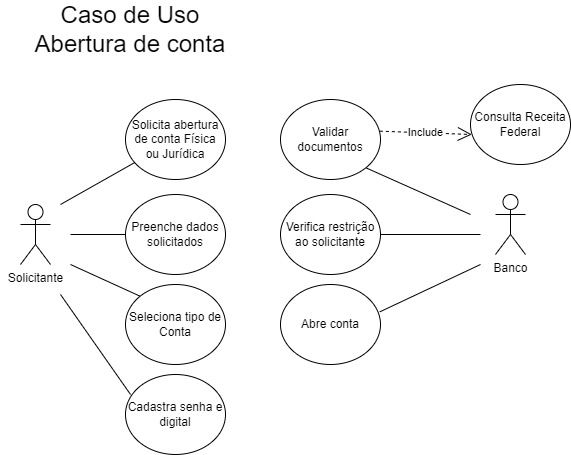 Caso de Uso
Abertura de conta
Solicita abertura
de conta Física
ou Jurídica
Validar
documentos
Include
Consulta Receita
Federal
Preenche dados
solicitados
Verifica restrição
ao solicitante
Solicitante
Banco
Seleciona tipo de
Conta
Abre conta
Cadastra senha e
digital